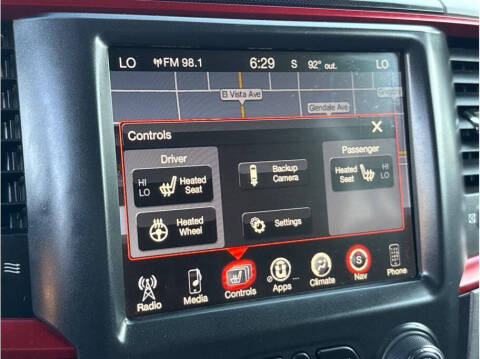 LO FM 98.1 6:29 S 92° out. LO
E Vista Ave
Glendale Ave
Controls X
Driver
Passenger
HI
LO
Heated
Seat
Backup
Camera
Heated
Seat
HI
LO
Heated
Wheel
Settings
Radio
Media
Controls
Apps
Climate
S
Nav
Phone